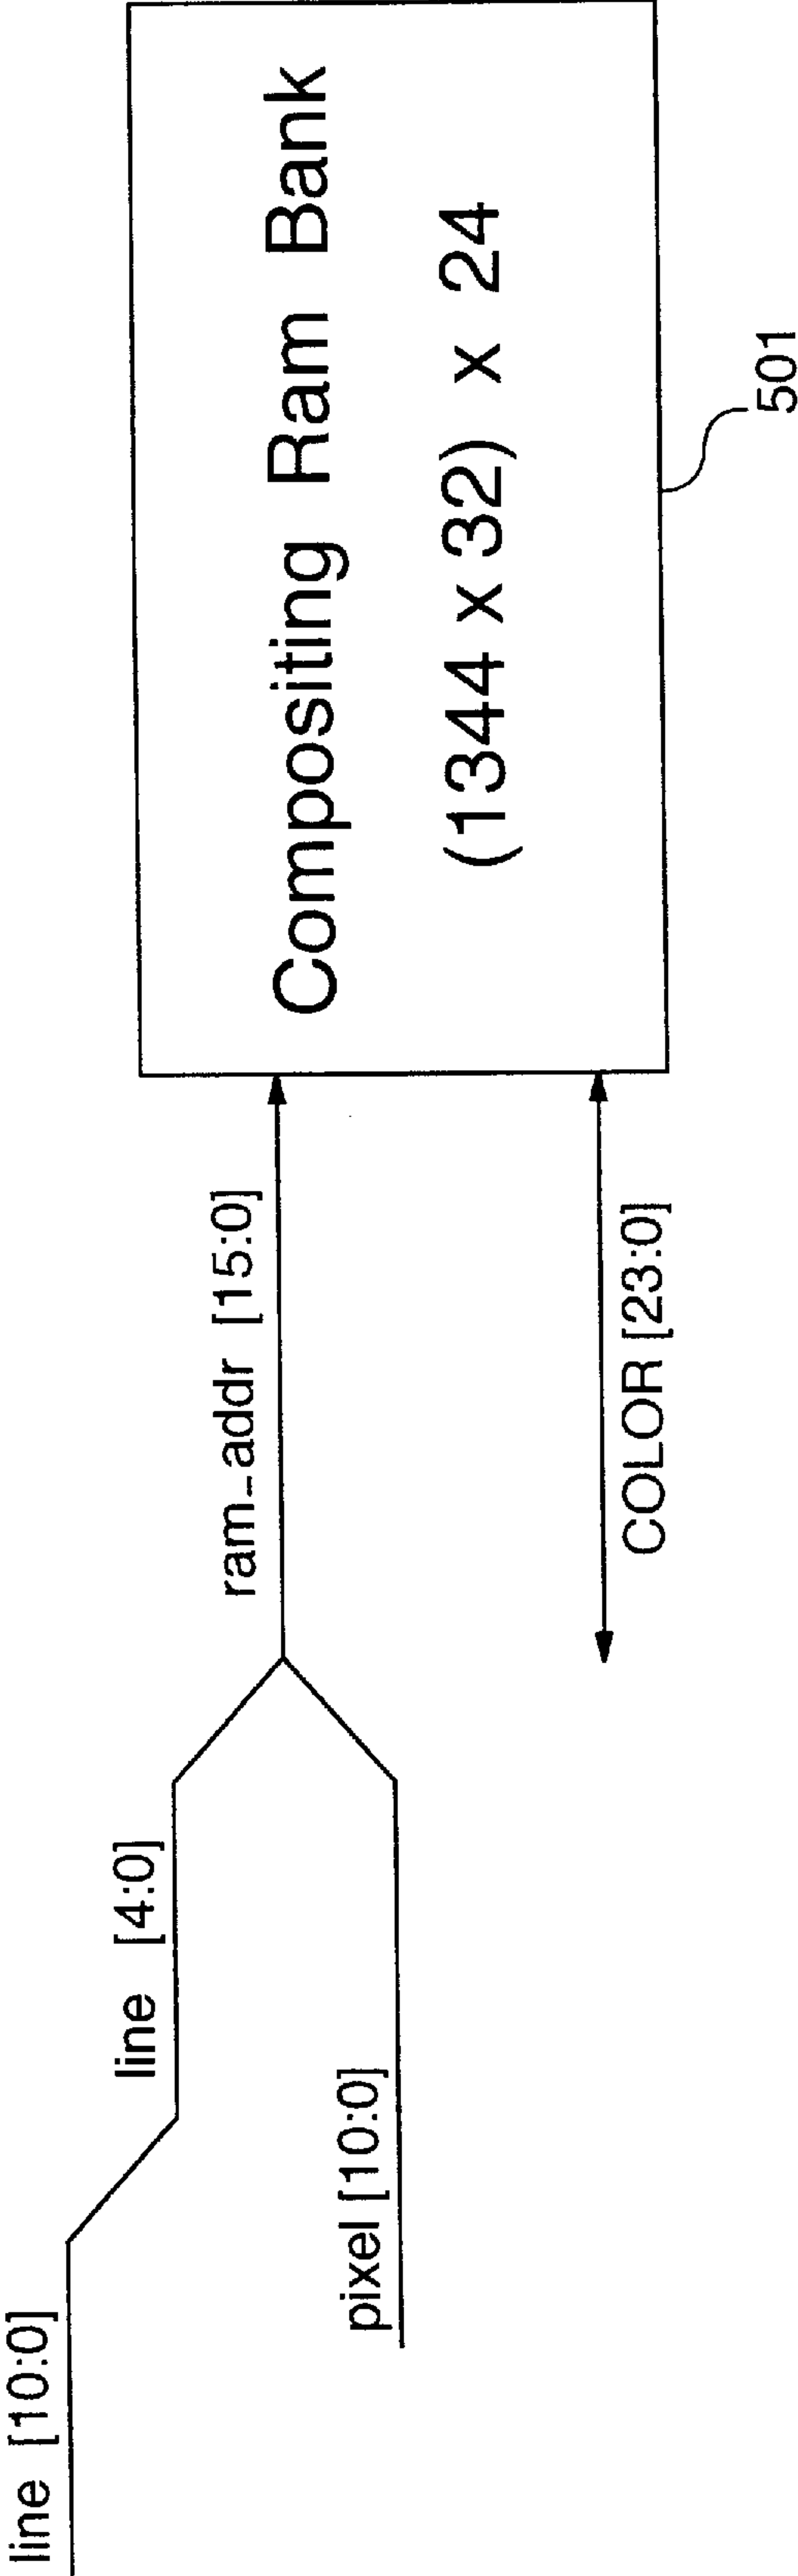 line [10:0]
line [4:0]
pixel [10:0]
ram_addr [15:0]
COLOR [23:0]
Compositing Ram Bank
(1344 x 32) x 24
501